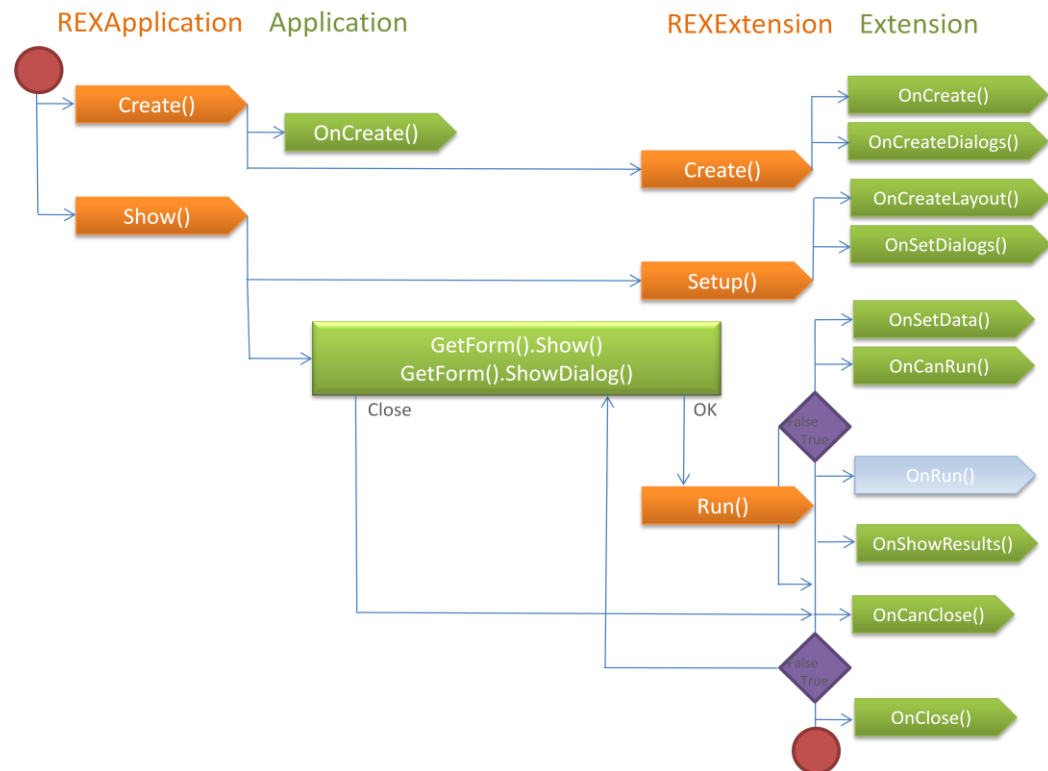 REXApplication Application REXExtension Extension
Create()
OnCreate()
OnCreate()
OnCreateDialogs()
Create()
Show()
OnCreateLayout()
OnSetDialogs()
Setup()
GetForm().Show()
GetForm().ShowDialog()
OnSetData()
OnCanRun()
Close
OK
False
True
OnRun()
Run()
OnShowResults()
OnCanClose()
False
True
OnClose()